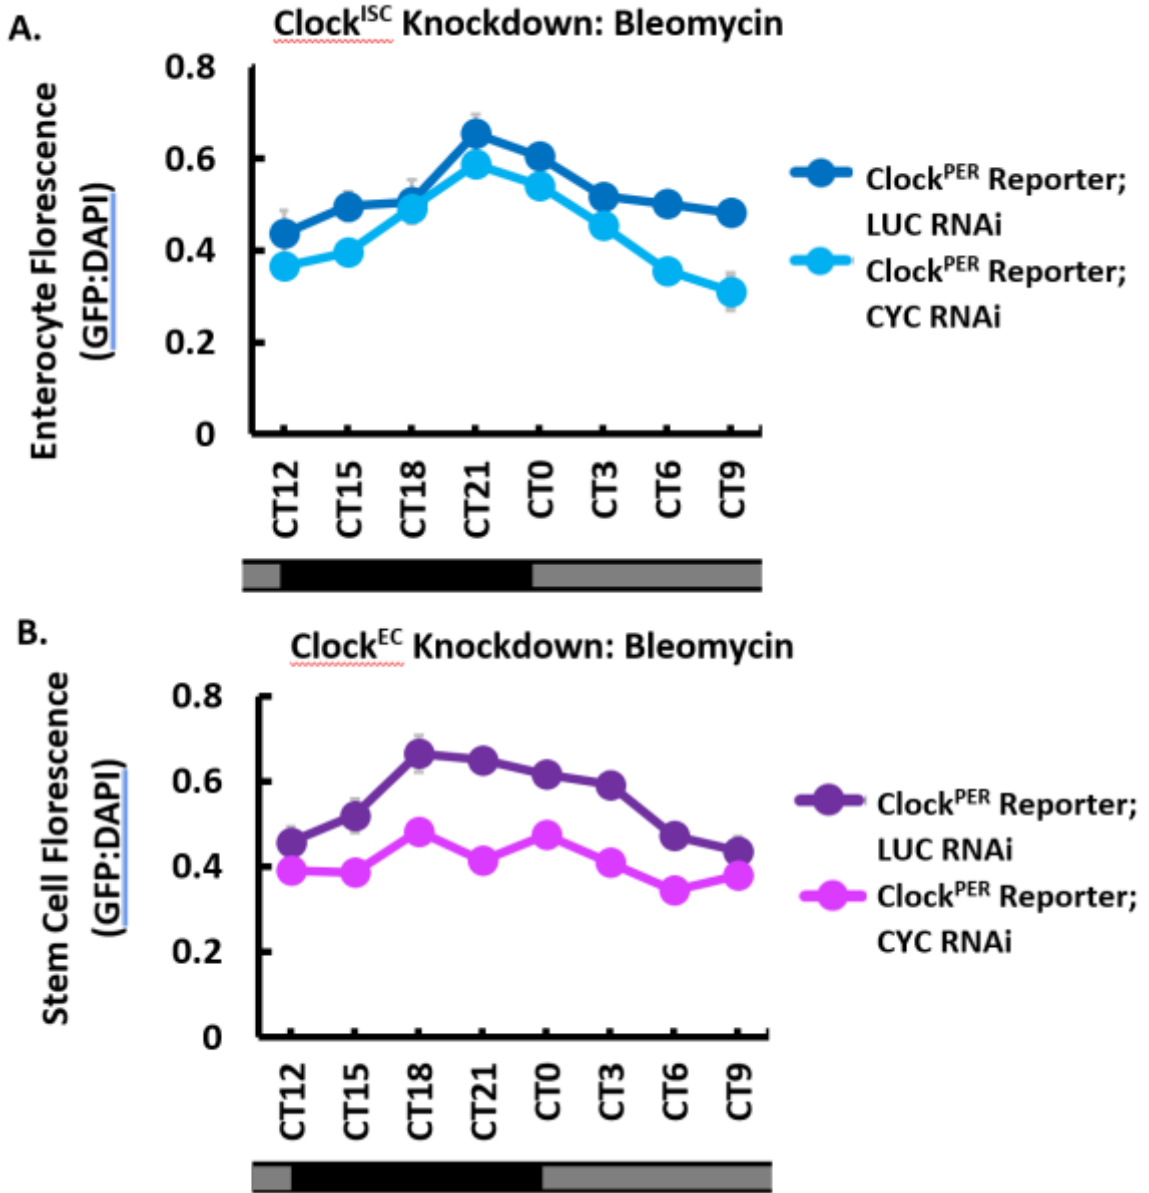 A.
Clock^ISC Knockdown: Bleomycin
Enterocyte Florescence
(GFP:DAPI)
0.8
0.6
0.4
0.2
0
CT12
CT15
CT18
CT21
CT0
CT3
CT6
CT9
Clock^PER Reporter;
LUC RNAi
Clock^PER Reporter;
CYC RNAi
B.
Clock^EC Knockdown: Bleomycin
Stem Cell Florescence
(GFP:DAPI)
0.8
0.6
0.4
0.2
0
CT12
CT15
CT18
CT21
CT0
CT3
CT6
CT9
Clock^PER Reporter;
LUC RNAi
Clock^PER Reporter;
CYC RNAi